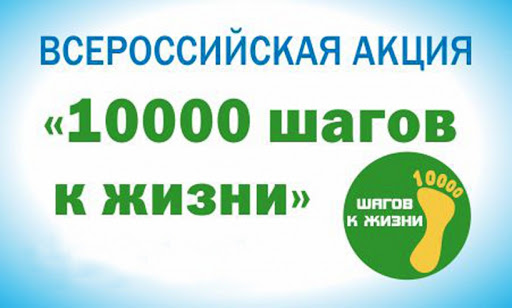 ВСЕРОССИЙСКАЯ АКЦИЯ
«10000 шагов
к жизни»
10000
ШАГОВ
К ЖИЗНИ